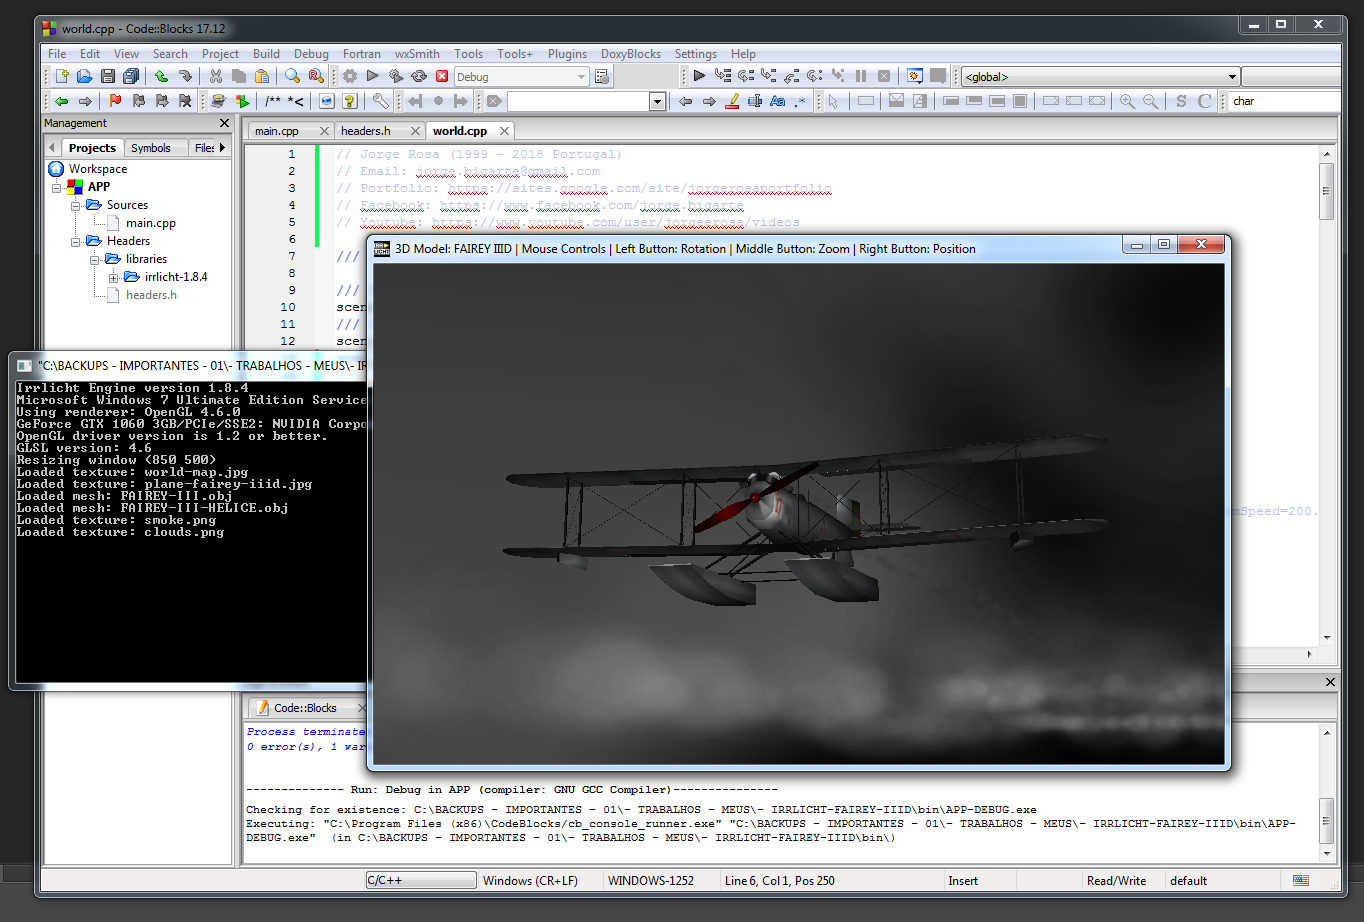 world.cpp - Code::Blocks 17.12
File Edit View Search Project Build Debug Fortran wxSmith Tools Tools+ Plugins DoxyBlocks Settings Help
Debug
<global>
/** *<
Aa .*
S C
char
Management
Projects Symbols Files
Workspace
APP
Sources
main.cpp
Headers
libraries
irrlicht-1.8.4
headers.h
main.cpp headers.h world.cpp
1 // Jorge Rosa (1999 - 2018 Portugal)
2 // Email: jorge.bigarte@gmail.com
3 // Portfolio: https://sites.google.com/site/jorgerosaportfolio
4 // Facebook: https://www.facebook.com/jorge.bigarte
5 // Youtube: https://www.youtube.com/user/jorgeerosa/videos
6
7 ///
8
9 ///
10 scen
11 ///
12 scen
mSpeed=200.
3D Model: FAIREY IIID | Mouse Controls | Left Button: Rotation | Middle Button: Zoom | Right Button: Position
"C:\BACKUPS - IMPORTANTES - 01\- TRABALHOS - MEUS\- IR
Irrlicht Engine version 1.8.4
Microsoft Windows 7 Ultimate Edition Service
Using renderer: OpenGL 4.6.0
GeForce GTX 1060 3GB/PCIe/SSE2: NVIDIA Corpo
OpenGL driver version is 1.2 or better.
GLSL version: 4.6
Resizing window (850 500)
Loaded texture: world-map.jpg
Loaded texture: plane-fairey-iiid.jpg
Loaded mesh: FAIREY-III.obj
Loaded mesh: FAIREY-III-HELICE.obj
Loaded texture: smoke.png
Loaded texture: clouds.png
Code::Blocks
Process terminate
0 error(s), 1 war
-------------- Run: Debug in APP (compiler: GNU GCC Compiler)---------------
Checking for existence: C:\BACKUPS - IMPORTANTES - 01\- TRABALHOS - MEUS\- IRRLICHT-FAIREY-IIID\bin\APP-DEBUG.exe
Executing: "C:\Program Files (x86)\CodeBlocks/cb_console_runner.exe" "C:\BACKUPS - IMPORTANTES - 01\- TRABALHOS - MEUS\- IRRLICHT-FAIREY-IIID\bin\APP-
DEBUG.exe"  (in C:\BACKUPS - IMPORTANTES - 01\- TRABALHOS - MEUS\- IRRLICHT-FAIREY-IIID\bin\)
C/C++ Windows (CR+LF) WINDOWS-1252 Line 6, Col 1, Pos 250 Insert Read/Write default